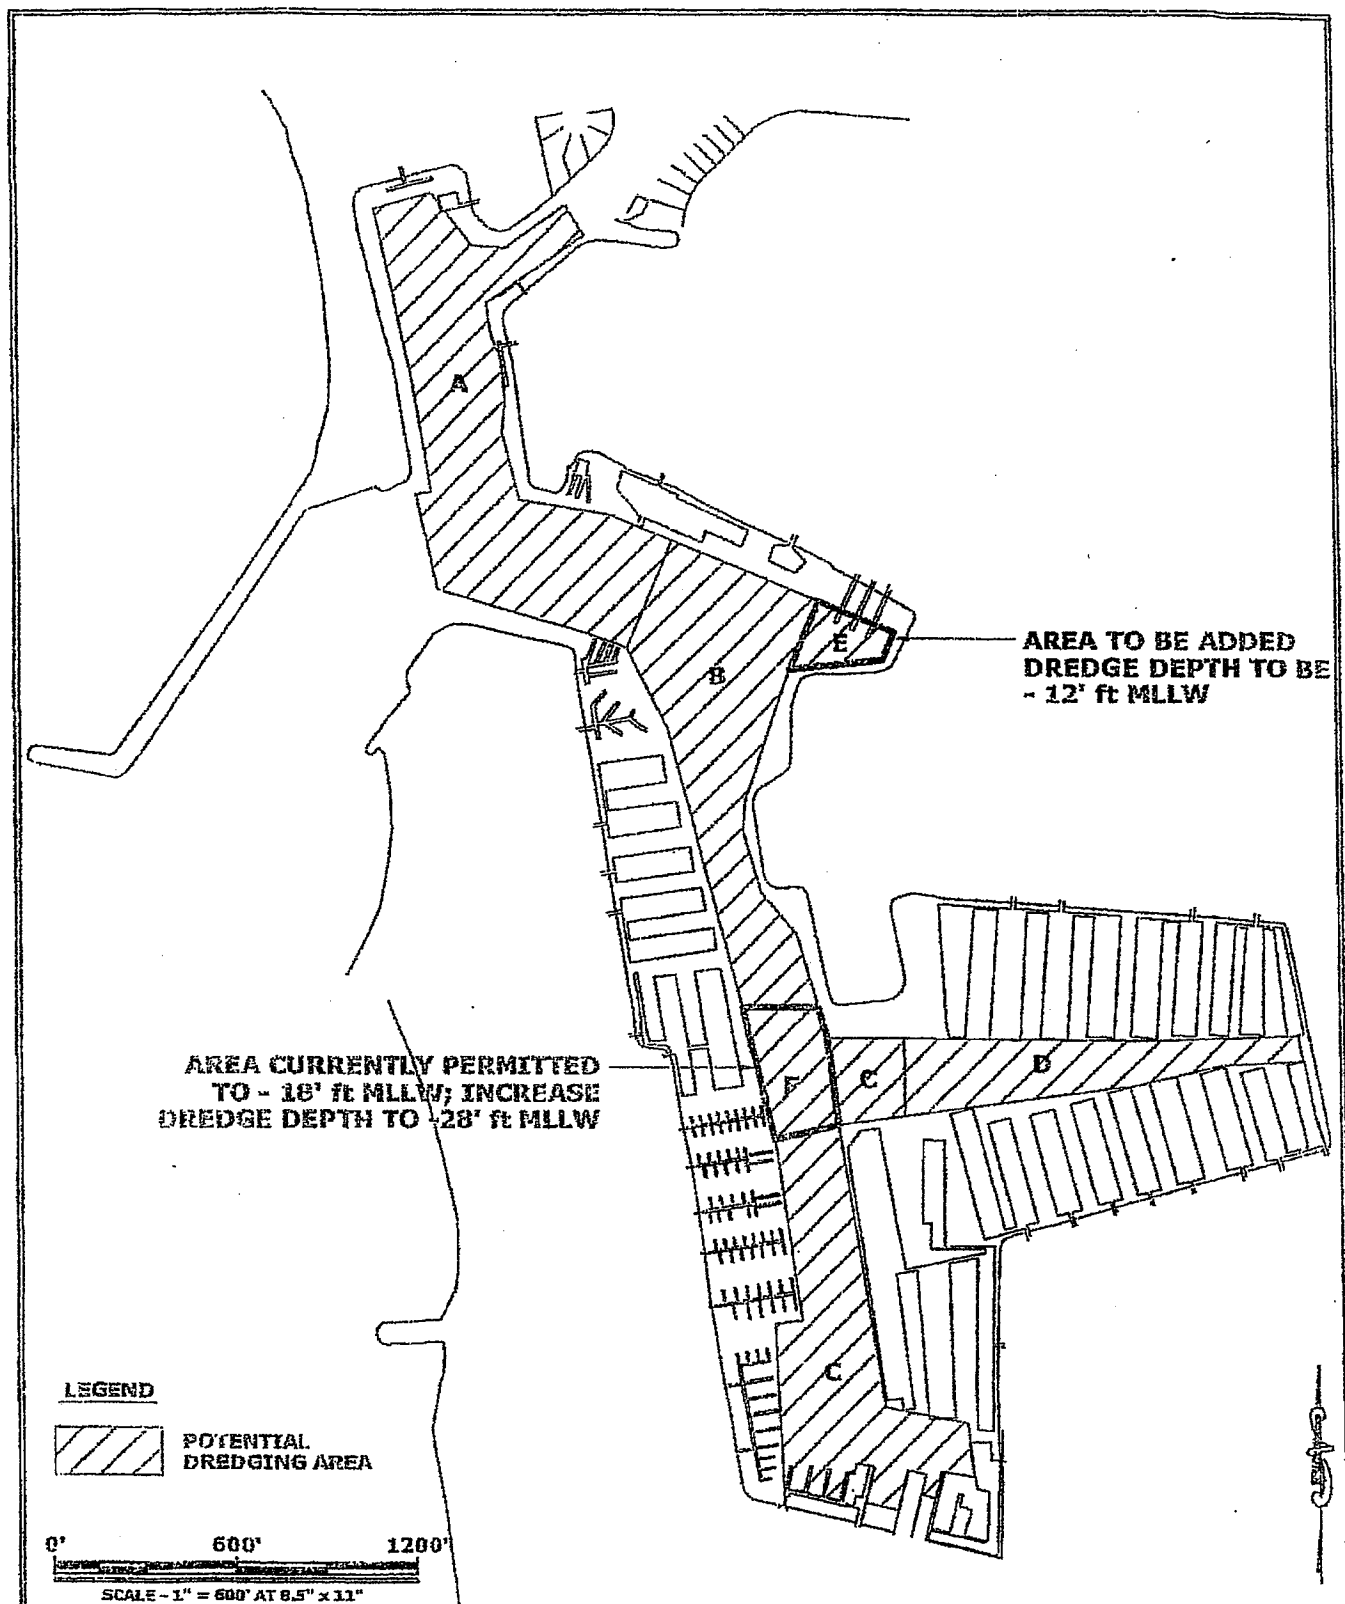 A
B
E
AREA TO BE ADDED
DREDGE DEPTH TO BE
- 12' ft MLLW
AREA CURRENTLY PERMITTED
TO - 18' ft MLLW; INCREASE
DREDGE DEPTH TO -28' ft MLLW
F
C
D
C
LEGEND
POTENTIAL
DREDGING AREA
0' 600' 1200'
SCALE - 1" = 600' AT 8.5" x 11"